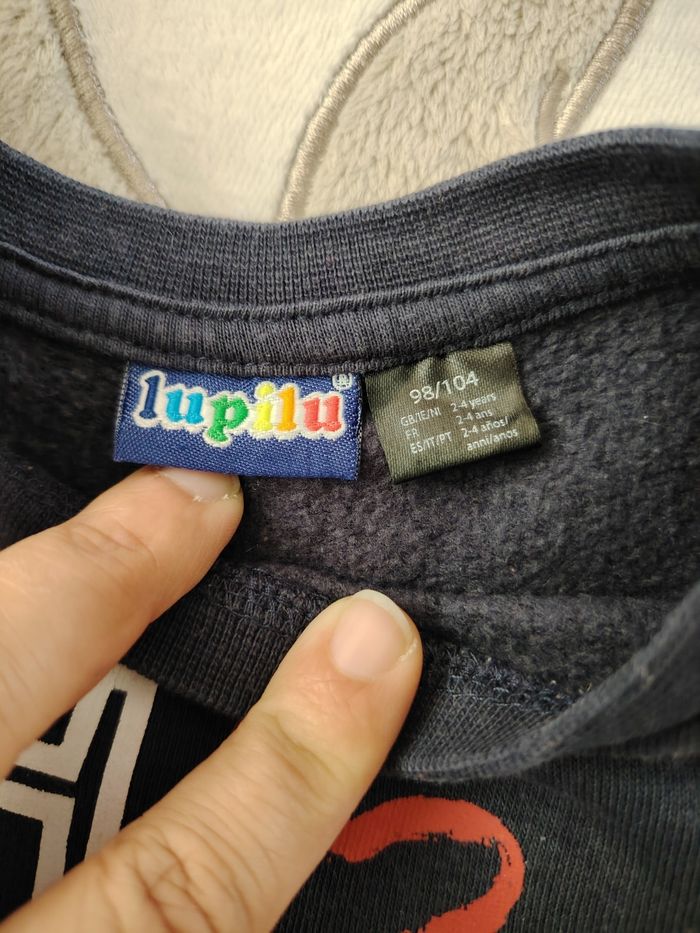 lupilu®
98/104
GB/IE/NI 2-4 years
FR 2-4 ans
ES/IT/PT 2-4 años/
anni/anos